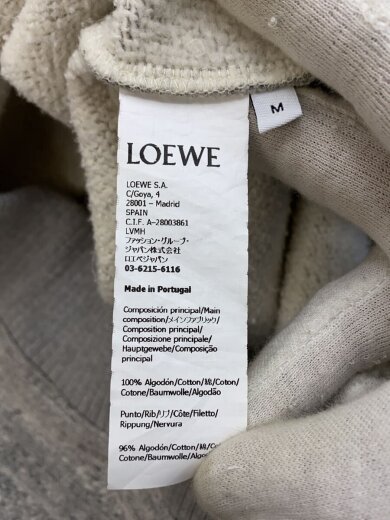 M
LOEWE
LOEWE S.A.
C/Goya, 4
28001 - Madrid
SPAIN
C.I.F. A-28003861
LVMH
ファッション・グループ・
ジャパン株式会社
ロエベジャパン
03-6215-6116
Made in Portugal
Composición principal/Main
composition/メインファブリック/
Composition principal/
Composizione principale/
Hauptgewebe/Composição
principal
100% Algodón/Cotton/綿/Coton/
Cotone/Baumwolle/Algodão
Punto/Rib/リブ/Côte/Filetto/
Rippung/Nervura
96% Algodón/Cotton/綿/Coton/
Cotone/Baumwolle/Algodão